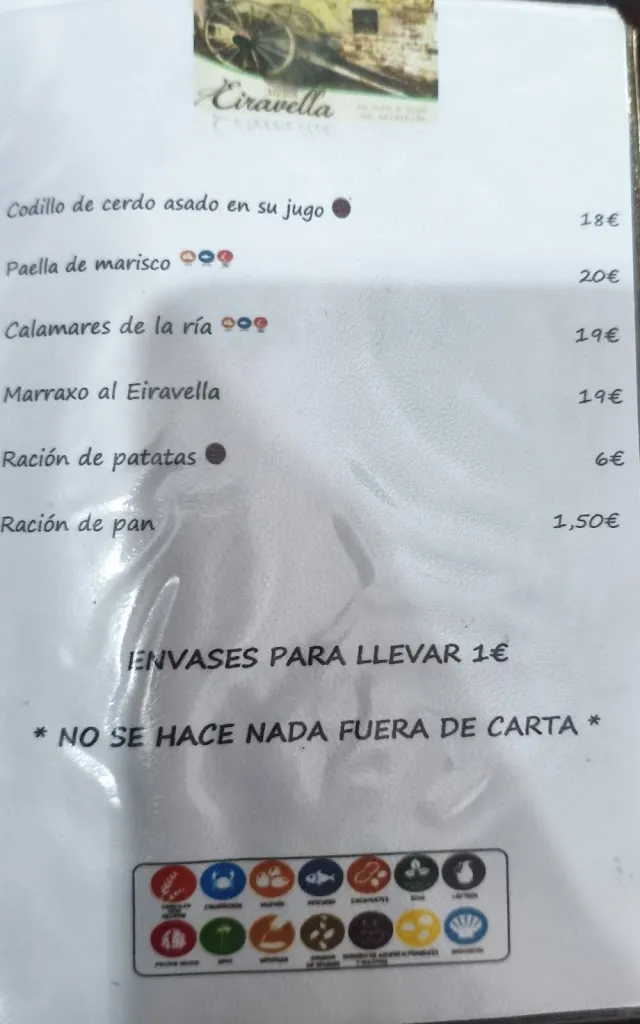 Eiravella
Codillo de cerdo asado en su jugo 18€
Paella de marisco 20€
Calamares de la ría 19€
Marraxo al Eiravella 19€
Ración de patatas 6€
Ración de pan 1,50€
ENVASES PARA LLEVAR 1€
* NO SE HACE NADA FUERA DE CARTA *